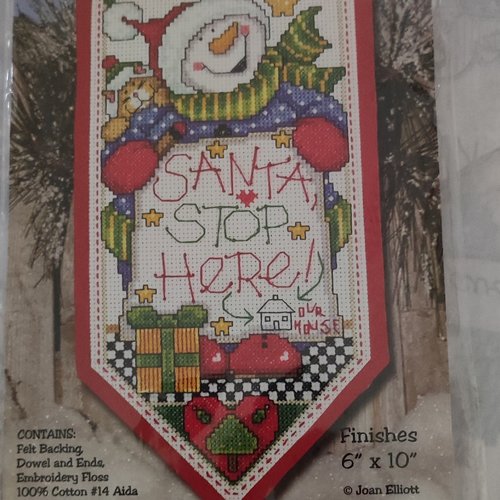 SANTA,
STOP
HERE!
OUR
HOUSE
CONTAINS:
Felt Backing,
Dowel and Ends,
Embroidery Floss
100% Cotton #14 Aida
Finishes
6" x 10"
© Joan Elliott